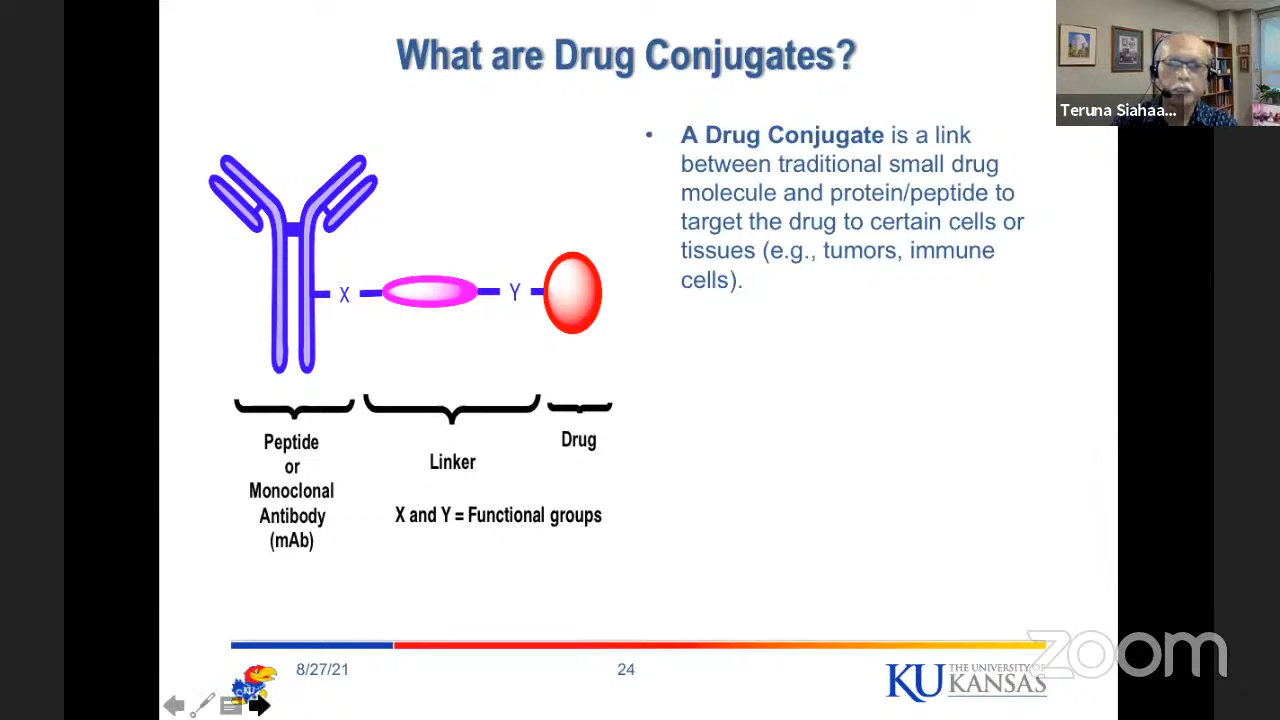 What are Drug Conjugates?
Teruna Siahaa...
• A Drug Conjugate is a link
between traditional small drug
molecule and protein/peptide to
target the drug to certain cells or
tissues (e.g., tumors, immune
cells).
X
Y
Peptide
or
Monoclonal
Antibody
(mAb)
Linker
Drug
X and Y = Functional groups
8/27/21
24
KU
KU THE UNIVERSITY OF
KANSAS
zoom